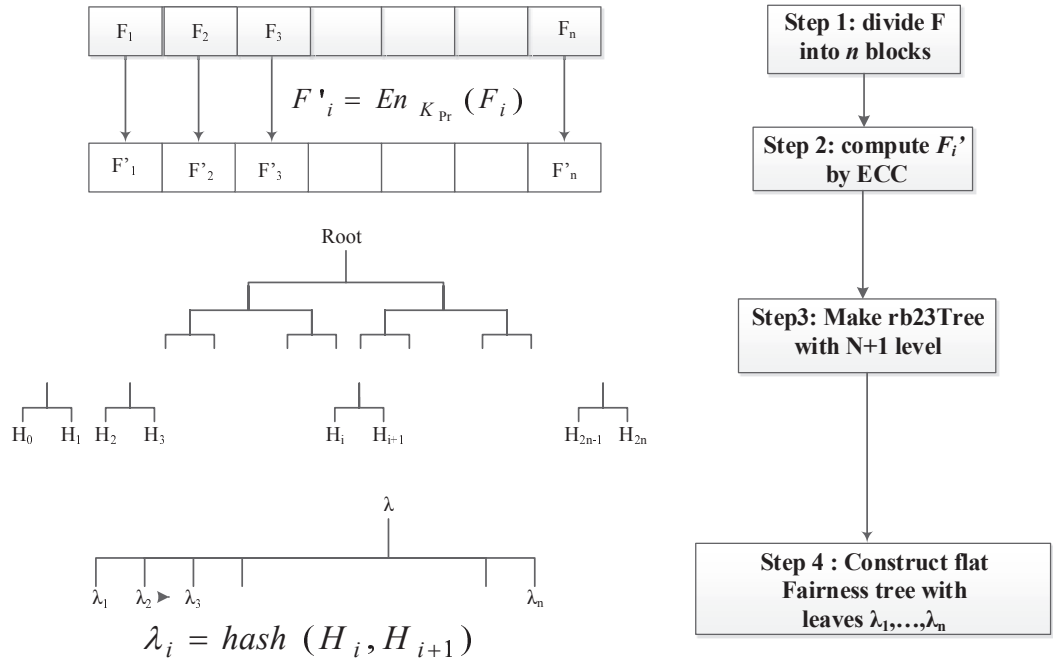 F₁ F₂ F₃ Fₙ
F'ᵢ = En K_Pr (Fᵢ)
F'₁ F'₂ F'₃ F'ₙ
Root
H₀ H₁ H₂ H₃ Hᵢ Hᵢ₊₁ H₂ₙ₋₁ H₂ₙ
λ
λ₁ λ₂ λ₃ λₙ
λᵢ = hash (Hᵢ, Hᵢ₊₁)
Step 1: divide F
into n blocks
Step 2: compute Fᵢ’
by ECC
Step3: Make rb23Tree
with N+1 level
Step 4 : Construct flat
Fairness tree with
leaves λ₁,…,λₙ